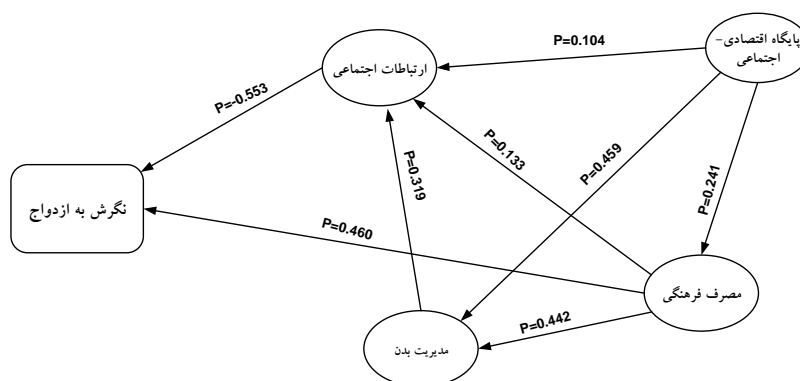 پایگاه اقتصادی-
اجتماعی
P=0.104
ارتباطات اجتماعی
P=-0.553
P=0.133
P=0.459
P=0.241
P=0.319
نگرش به ازدواج
P=0.460
مصرف فرهنگی
P=0.442
مدیریت بدن